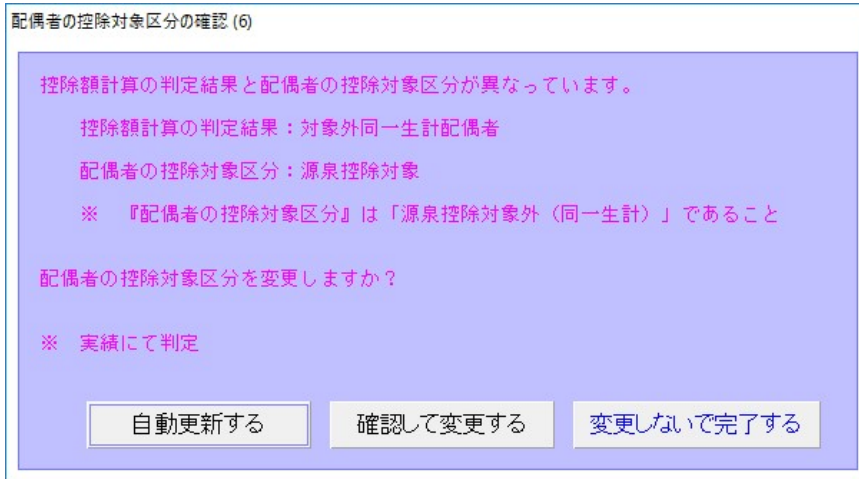 配偶者の控除対象区分の確認 (6)
控除額計算の判定結果と配偶者の控除対象区分が異なっています。
控除額計算の判定結果：対象外同一生計配偶者
配偶者の控除対象区分：源泉控除対象
※　『配偶者の控除対象区分』は「源泉控除対象外（同一生計）」であること
配偶者の控除対象区分を変更しますか？
※　実績にて判定
自動更新する
確認して変更する
変更しないで完了する